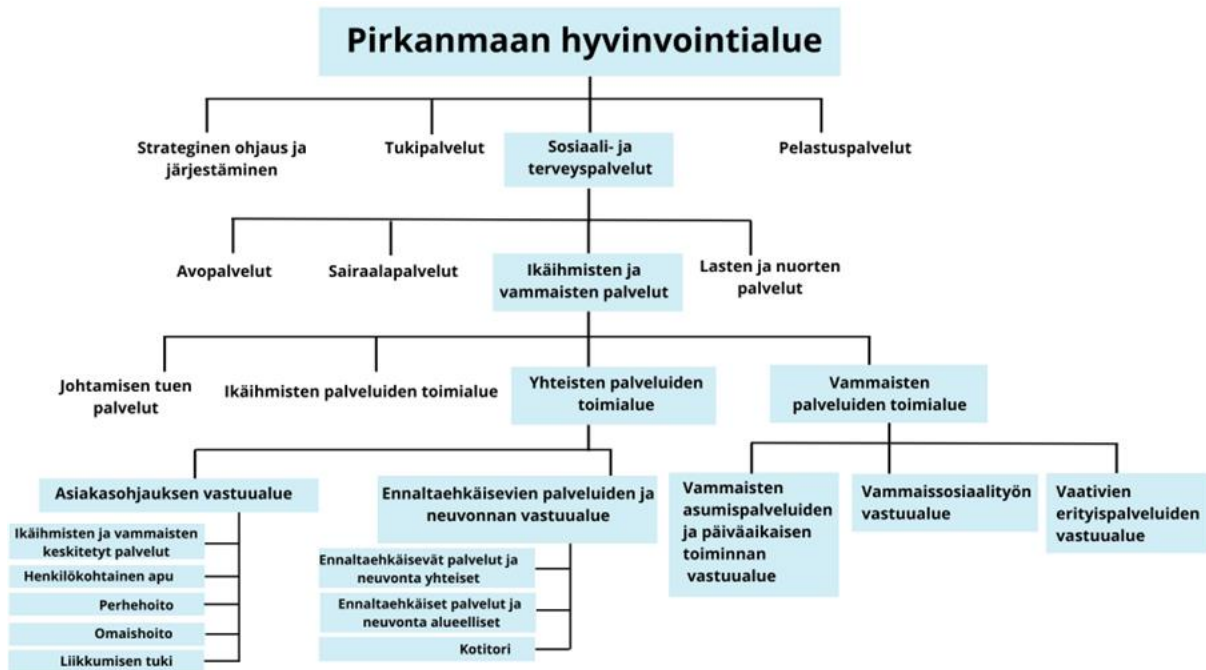 Pirkanmaan hyvinvointialue
Strateginen ohjaus ja
järjestäminen
Tukipalvelut
Sosiaali- ja
terveyspalvelut
Pelastuspalvelut
Avopalvelut
Sairaalapalvelut
Ikäihmisten ja
vammaisten palvelut
Lasten ja nuorten
palvelut
Johtamisen tuen
palvelut
Ikäihmisten palveluiden toimialue
Yhteisten palveluiden
toimialue
Vammaisten
palveluiden toimialue
Asiakasohjauksen vastuualue
Ikäihmisten ja vammaisten
keskitetyt palvelut
Henkilökohtainen apu
Perhehoito
Omaishoito
Liikkumisen tuki
Ennaltaehkäisevien palveluiden ja
neuvonnan vastuualue
Ennaltaehkäisevät palvelut ja
neuvonta yhteiset
Ennaltaehkäiset palvelut ja
neuvonta alueelliset
Kotitori
Vammaisten
asumispalveluiden
ja päiväaikaisen
toiminnan
vastuualue
Vammaissosiaalityön
vastuualue
Vaativien
erityispalveluiden
vastuualue